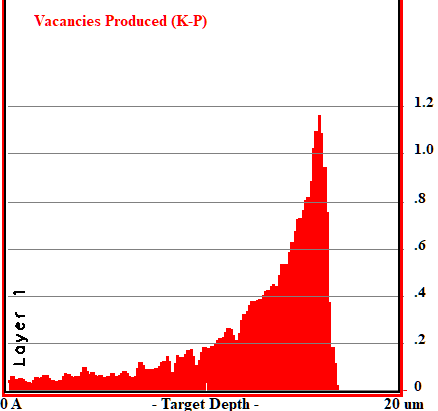 Vacancies Produced (K-P)
1.2
1.0
.8
.6
.4
.2
0
Layer 1
0 A - Target Depth - 20 um